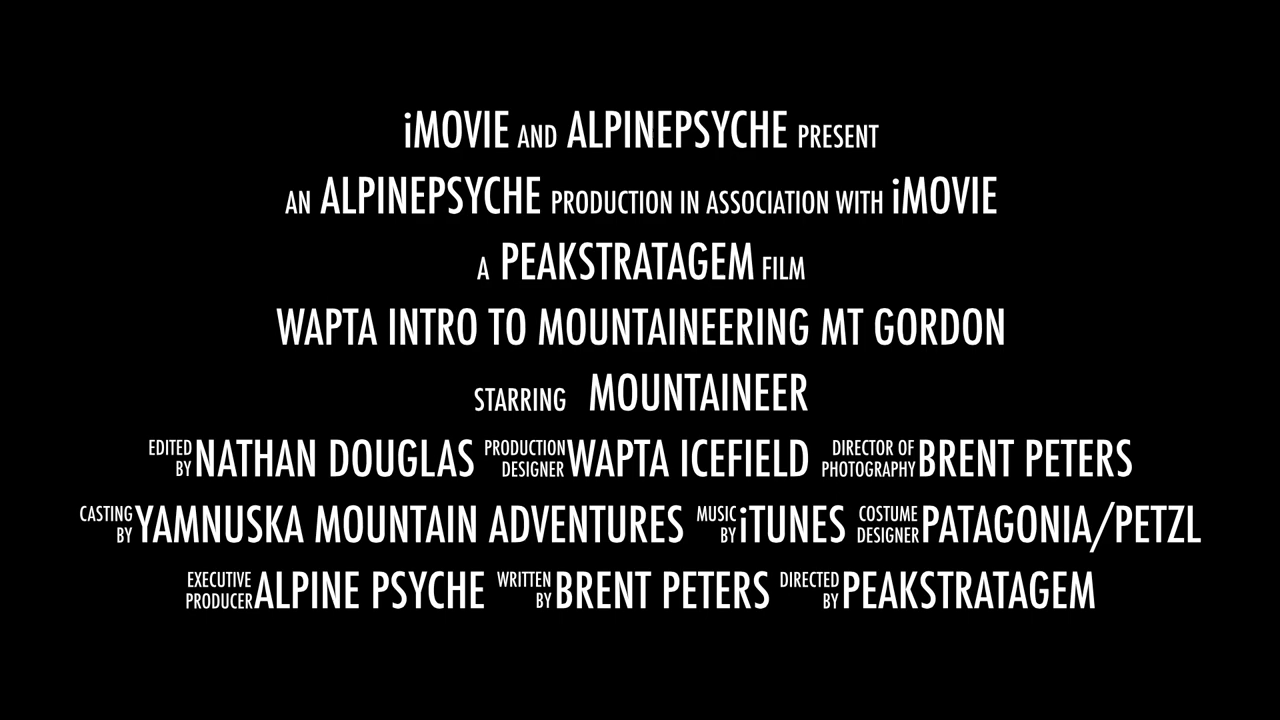 iMOVIE AND ALPINEPSYCHE PRESENT
AN ALPINEPSYCHE PRODUCTION IN ASSOCIATION WITH iMOVIE
A PEAKSTRATAGEM FILM
WAPTA INTRO TO MOUNTAINEERING MT GORDON
STARRING MOUNTAINEER
EDITED BY NATHAN DOUGLAS PRODUCTION DESIGNER WAPTA ICEFIELD DIRECTOR OF PHOTOGRAPHY BRENT PETERS
CASTING BY YAMNUSKA MOUNTAIN ADVENTURES MUSIC BY iTUNES COSTUME DESIGNER PATAGONIA/PETZL
EXECUTIVE PRODUCER ALPINE PSYCHE WRITTEN BY BRENT PETERS DIRECTED BY PEAKSTRATAGEM